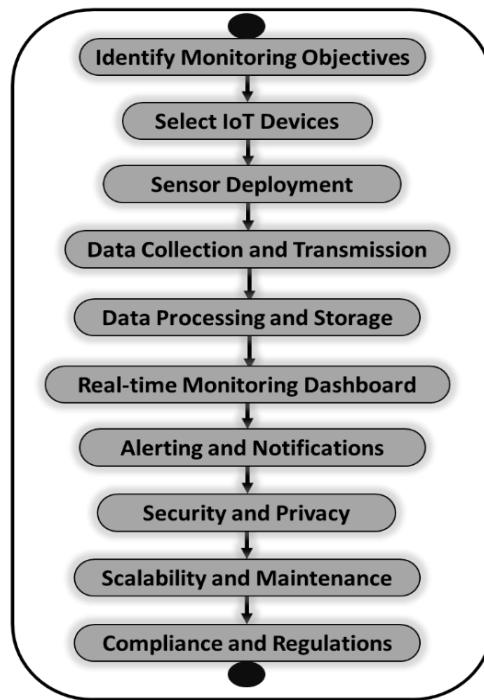 Identify Monitoring Objectives
Select IoT Devices
Sensor Deployment
Data Collection and Transmission
Data Processing and Storage
Real-time Monitoring Dashboard
Alerting and Notifications
Security and Privacy
Scalability and Maintenance
Compliance and Regulations